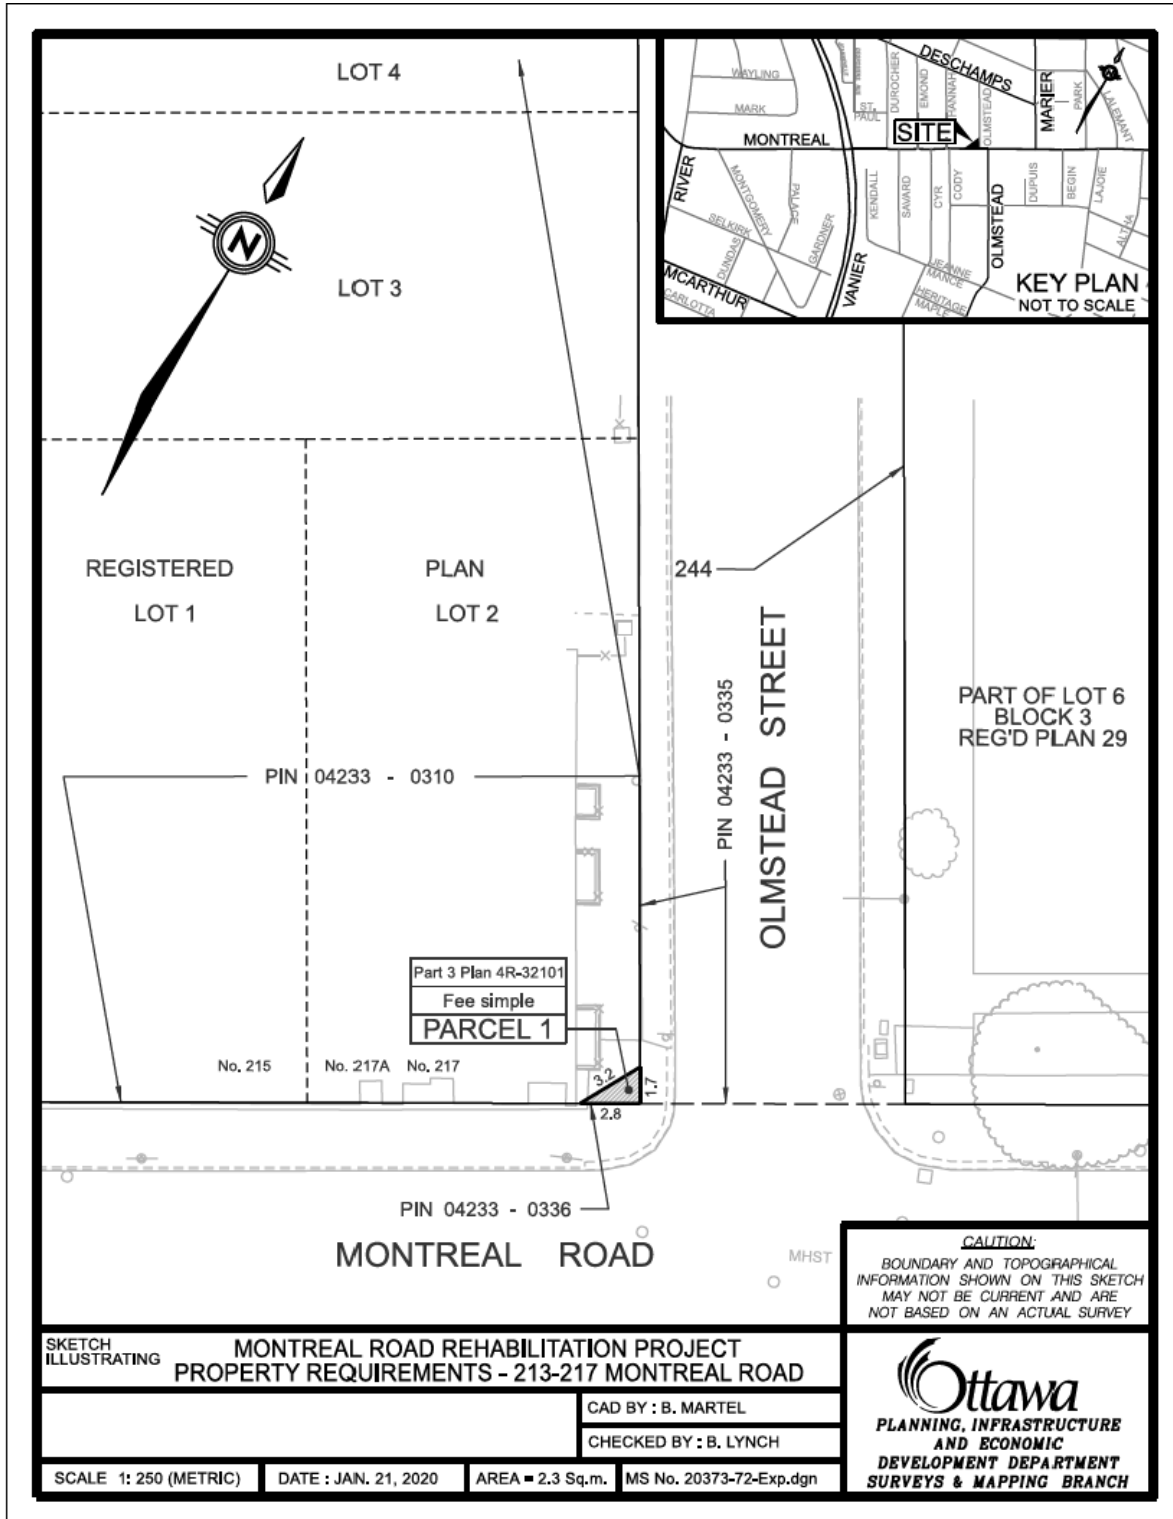 LOT 4
LOT 3
REGISTERED PLAN 244
LOT 1
LOT 2
PIN 04233 - 0310
PIN 04233 - 0335
OLMSTEAD STREET
PART OF LOT 6
BLOCK 3
REG'D PLAN 29
Part 3 Plan 4R-32101
Fee simple
PARCEL 1
No. 215
No. 217A
No. 217
3.2
1.7
2.8
PIN 04233 - 0336
MONTREAL ROAD
MHST
WAYLING
MARK
ST. PAUL
DUROCHER
EMOND
HANNAH
OLMSTEAD
DESCHAMPS
MARIER
PARK
LALEMANT
MONTREAL
SITE
RIVER
MONTGOMERY
PALACE
SELKIRK
DUNDAS
GARDNER
MCARTHUR
CARLOTTA
VANIER
KENDALL
SAVARD
CYR
CODY
OLMSTEAD
DUPUIS
BEGIN
LAJOIE
ALTHA
JEANNE
MANCE
HERITAGE
MAPLE
KEY PLAN
NOT TO SCALE
CAUTION:
BOUNDARY AND TOPOGRAPHICAL
INFORMATION SHOWN ON THIS SKETCH
MAY NOT BE CURRENT AND ARE
NOT BASED ON AN ACTUAL SURVEY
SKETCH
ILLUSTRATING
MONTREAL ROAD REHABILITATION PROJECT
PROPERTY REQUIREMENTS - 213-217 MONTREAL ROAD
CAD BY : B. MARTEL
CHECKED BY : B. LYNCH
SCALE 1: 250 (METRIC)
DATE : JAN. 21, 2020
AREA = 2.3 Sq.m.
MS No. 20373-72-Exp.dgn
Ottawa
PLANNING, INFRASTRUCTURE
AND ECONOMIC
DEVELOPMENT DEPARTMENT
SURVEYS & MAPPING BRANCH
N